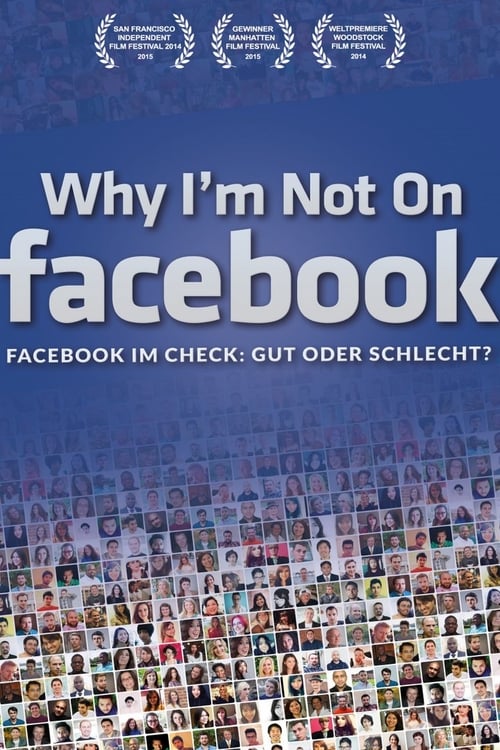 SAN FRANCISCO
INDEPENDENT
FILM FESTIVAL 2014
2015
GEWINNER
MANHATTEN
FILM FESTIVAL
2015
WELTPREMIERE
WOODSTOCK
FILM FESTIVAL
2014
Why I'm Not On
facebook
FACEBOOK IM CHECK: GUT ODER SCHLECHT?